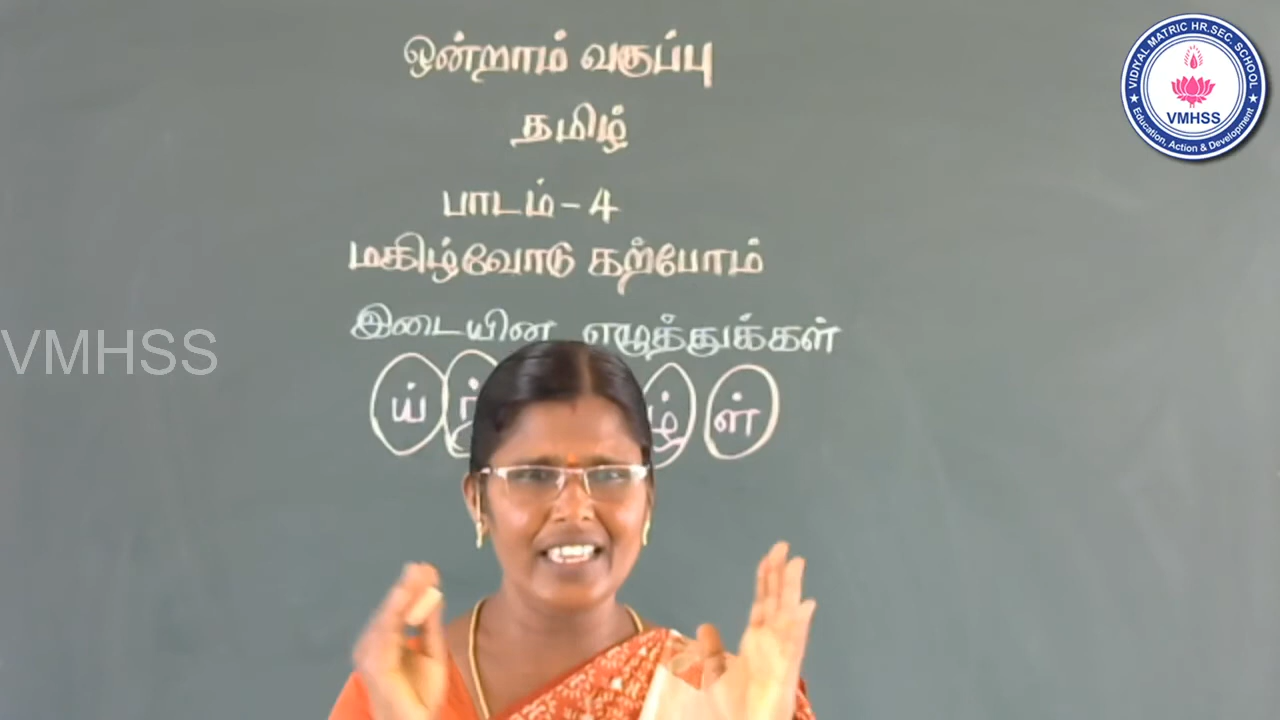 ஒன்றாம் வகுப்பு
தமிழ்
பாடம் - 4
மகிழ்வோடு கற்போம்
இடையின எழுத்துக்கள்
ய் ர் ழ் ள்
VMHSS
VIDIYAL MATRIC HR.SEC. SCHOOL
VMHSS
Education, Action & Development